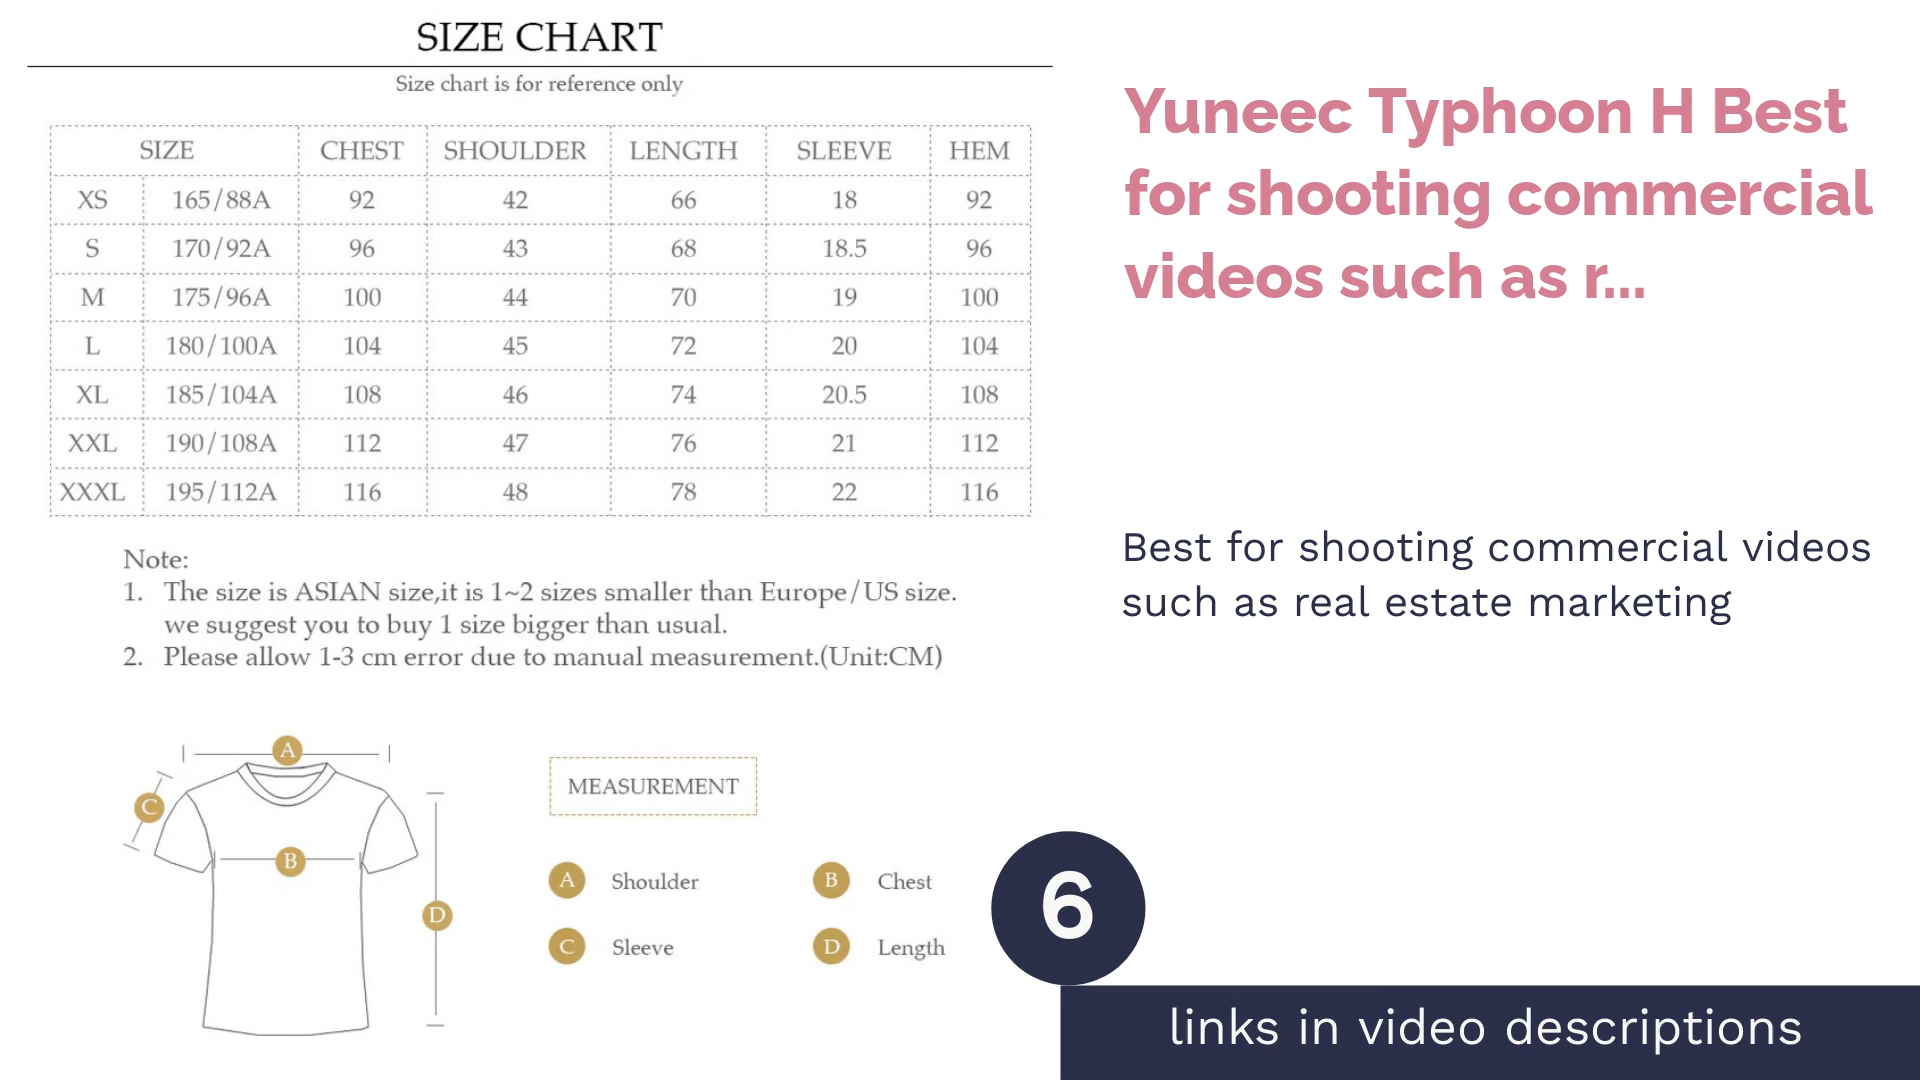 SIZE CHART
Size chart is for reference only
SIZE CHEST SHOULDER LENGTH SLEEVE HEM
XS 165/88A 92 42 66 18 92
S 170/92A 96 43 68 18.5 96
M 175/96A 100 44 70 19 100
L 180/100A 104 45 72 20 104
XL 185/104A 108 46 74 20.5 108
XXL 190/108A 112 47 76 21 112
XXXL 195/112A 116 48 78 22 116
Note:
1. The size is ASIAN size,it is 1~2 sizes smaller than Europe/US size.
we suggest you to buy 1 size bigger than usual.
2. Please allow 1-3 cm error due to manual measurement.(Unit:CM)
A
C
B
D
MEASUREMENT
A Shoulder B Chest
C Sleeve D Length
Yuneec Typhoon H Best
for shooting commercial
videos such as r...
Best for shooting commercial videos
such as real estate marketing
6
links in video descriptions